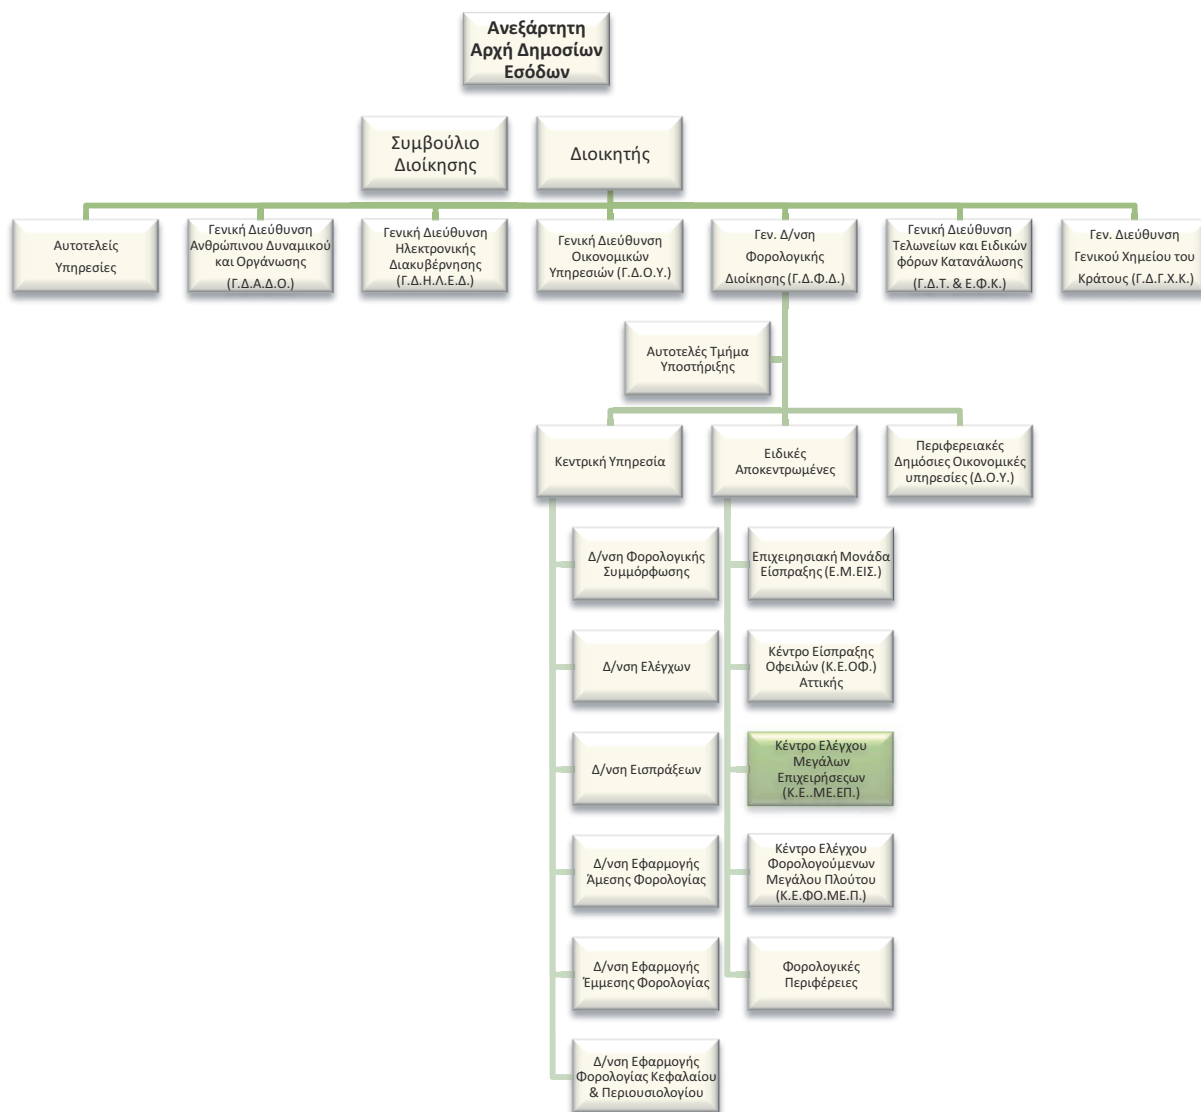 Ανεξάρτητη
Αρχή Δημοσίων
Εσόδων
Συμβούλιο
Διοίκησης
Διοικητής
Αυτοτελείς
Υπηρεσίες
Γενική Διεύθυνση
Ανθρώπινου Δυναμικού
και Οργάνωσης
(Γ.Δ.Α.Δ.Ο.)
Γενική Διεύθυνση
Ηλεκτρονικής
Διακυβέρνησης
(Γ.Δ.Η.Λ.Ε.Δ.)
Γενική Διεύθυνση
Οικονομικών
Υπηρεσιών (Γ.Δ.Ο.Υ.)
Γεν. Δ/νση
Φορολογικής
Διοίκησης (Γ.Δ.Φ.Δ.)
Γενική Διεύθυνση
Τελωνείων και Ειδικών
φόρων Κατανάλωσης
(Γ.Δ.Τ. & Ε.Φ.Κ.)
Γεν. Διεύθυνση
Γενικού Χημείου του
Κράτους (Γ.Δ.Γ.Χ.Κ.)
Αυτοτελές Τμήμα
Υποστήριξης
Κεντρική Υπηρεσία
Ειδικές
Αποκεντρωμένες
Περιφερειακές
Δημόσιες Οικονομικές
υπηρεσίες (Δ.Ο.Υ.)
Δ/νση Φορολογικής
Συμμόρφωσης
Δ/νση Ελέγχων
Δ/νση Εισπράξεων
Δ/νση Εφαρμογής
Άμεσης Φορολογίας
Δ/νση Εφαρμογής
Έμμεσης Φορολογίας
Δ/νση Εφαρμογής
Φορολογίας Κεφαλαίου
& Περιουσιολογίου
Επιχειρησιακή Μονάδα
Είσπραξης (Ε.Μ.ΕΙΣ.)
Κέντρο Είσπραξης
Οφειλών (Κ.Ε.ΟΦ.)
Αττικής
Κέντρο Ελέγχου
Μεγάλων
Επιχειρήσεςων
(Κ.Ε..ΜΕ.ΕΠ.)
Κέντρο Ελέγχου
Φορολογούμενων
Μεγάλου Πλούτου
(Κ.Ε.ΦΟ.ΜΕ.Π.)
Φορολογικές
Περιφέρειες